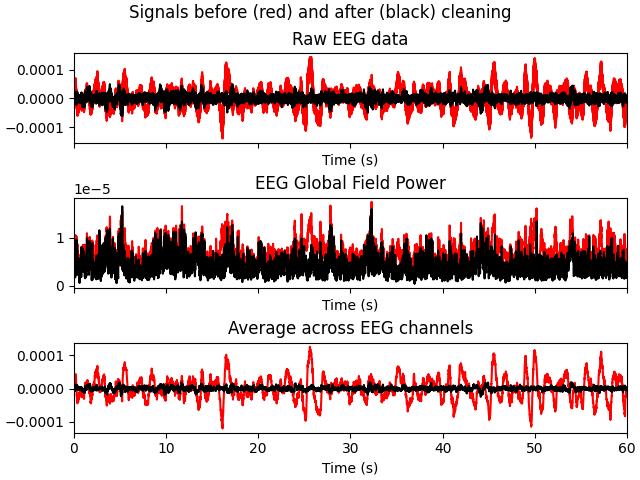 Signals before (red) and after (black) cleaning
Raw EEG data
0.0001
0.0000
−0.0001
Time (s)
EEG Global Field Power
1e−5
1
0
Time (s)
Average across EEG channels
0.0001
0.0000
−0.0001
0 10 20 30 40 50 60
Time (s)